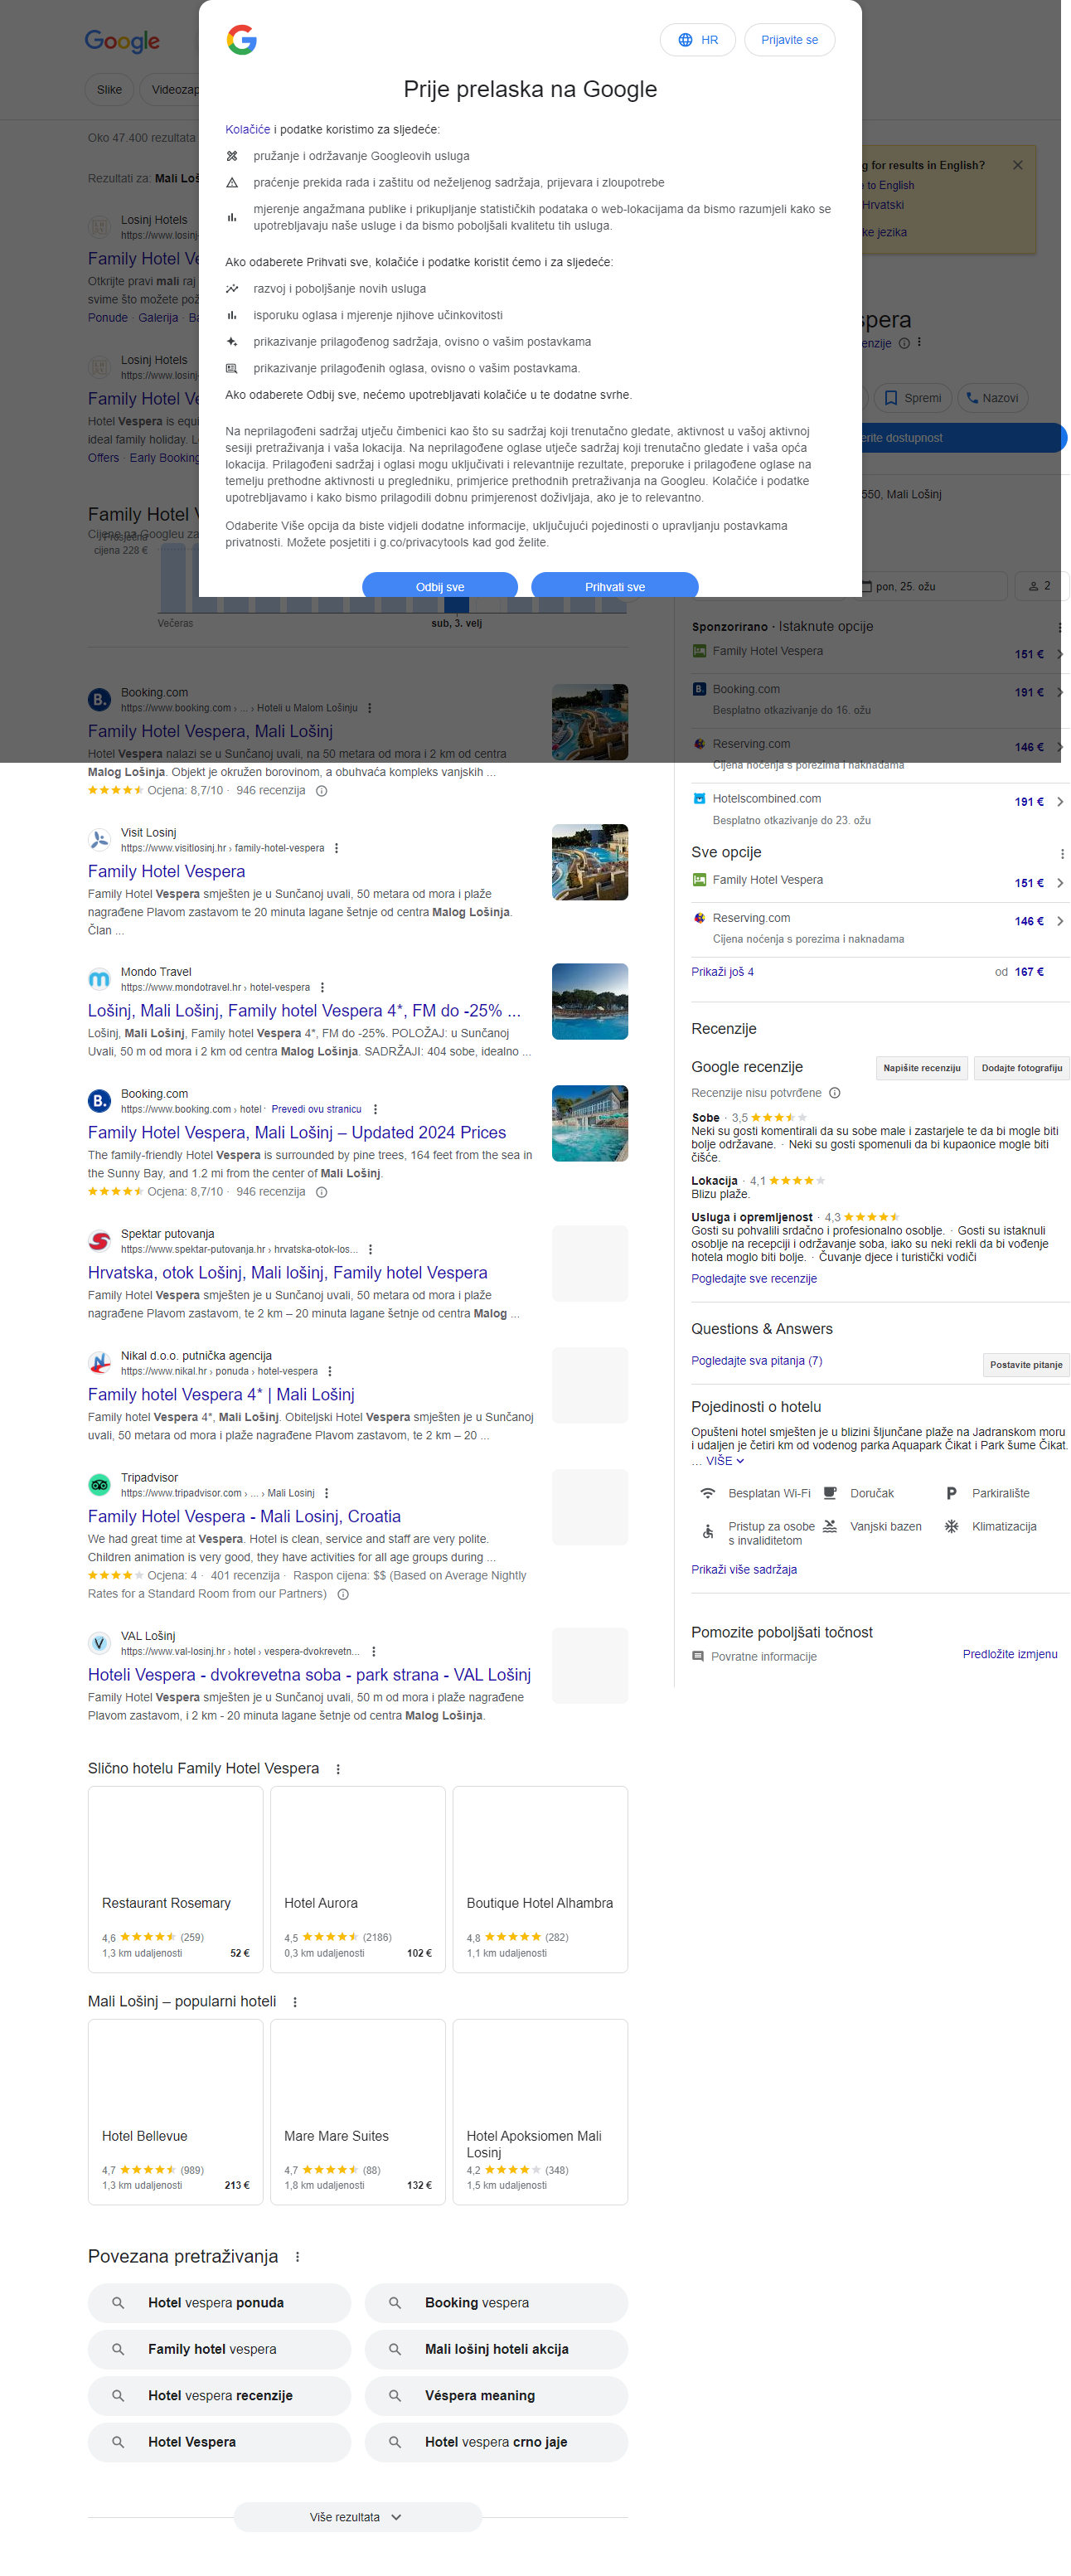 Google
HR
Prijavite se
Prije prelaska na Google
Kolačiće i podatke koristimo za sljedeće:
pružanje i održavanje Googleovih usluga
praćenje prekida rada i zaštitu od neželjenog sadržaja, prijevara i zloupotrebe
mjerenje angažmana publike i prikupljanje statističkih podataka o web-lokacijama da bismo razumjeli kako se
upotrebljavaju naše usluge i da bismo poboljšali kvalitetu tih usluga.
Ako odaberete Prihvati sve, kolačiće i podatke koristit ćemo i za sljedeće:
razvoj i poboljšanje novih usluga
isporuku oglasa i mjerenje njihove učinkovitosti
prikazivanje prilagođenog sadržaja, ovisno o vašim postavkama
prikazivanje prilagođenih oglasa, ovisno o vašim postavkama.
Ako odaberete Odbij sve, nećemo upotrebljavati kolačiće u te dodatne svrhe.
Na neprilagođeni sadržaj utječu čimbenici kao što su sadržaj koji trenutačno gledate, aktivnost u vašoj aktivnoj
sesiji pretraživanja i vaša lokacija. Na neprilagođene oglase utječe sadržaj koji trenutačno gledate i vaša opća
lokacija. Prilagođeni sadržaj i oglasi mogu uključivati i relevantnije rezultate, preporuke i prilagođene oglase na
temelju prethodne aktivnosti u pregledniku, primjerice prethodnih pretraživanja na Googleu. Kolačiće i podatke
upotrebljavamo i kako bismo prilagodili dobnu primjerenost doživljaja, ako je to relevantno.
Odaberite Više opcija da biste vidjeli dodatne informacije, uključujući pojedinosti o upravljanju postavkama
privatnosti. Možete posjetiti i g.co/privacytools kad god želite.
Odbij sve
Prihvati sve
Slike
Videozap
Oko 47.400 rezultata
Rezultati za: Mali Loš
Losinj Hotels
https://www.losinj-
Family Hotel Ve
Otkrijte pravi mali raj
svime što možete pož
Ponude · Galerija · Ba
Losinj Hotels
https://www.losinj-
Family Hotel Ve
Hotel Vespera is equi
ideal family holiday. L
Offers · Early Booking
Family Hotel V
Cijene na Googleu za
Prosječna
cijena 228 €
Večeras
sub, 3. velj
Booking.com
https://www.booking.com › ... › Hoteli u Malom Lošinju
Family Hotel Vespera, Mali Lošinj
Hotel Vespera nalazi se u Sunčanoj uvali, na 50 metara od mora i 2 km od centra
Malog Lošinja. Objekt je okružen borovinom, a obuhvaća kompleks vanjskih ...
Ocjena: 8,7/10 · 946 recenzija
Visit Losinj
https://www.visitlosinj.hr › family-hotel-vespera
Family Hotel Vespera
Family Hotel Vespera smješten je u Sunčanoj uvali, 50 metara od mora i plaže
nagrađene Plavom zastavom te 20 minuta lagane šetnje od centra Malog Lošinja.
Član ...
Mondo Travel
https://www.mondotravel.hr › hotel-vespera
Lošinj, Mali Lošinj, Family hotel Vespera 4*, FM do -25% ...
Lošinj, Mali Lošinj, Family hotel Vespera 4*, FM do -25%. POLOŽAJ: u Sunčanoj
Uvali, 50 m od mora i 2 km od centra Malog Lošinja. SADRŽAJI: 404 sobe, idealno ...
Booking.com
https://www.booking.com › hotel · Prevedi ovu stranicu
Family Hotel Vespera, Mali Lošinj – Updated 2024 Prices
The family-friendly Hotel Vespera is surrounded by pine trees, 164 feet from the sea in
the Sunny Bay, and 1.2 mi from the center of Mali Lošinj.
Ocjena: 8,7/10 · 946 recenzija
Spektar putovanja
https://www.spektar-putovanja.hr › hrvatska-otok-los...
Hrvatska, otok Lošinj, Mali lošinj, Family hotel Vespera
Family Hotel Vespera smješten je u Sunčanoj uvali, 50 metara od mora i plaže
nagrađene Plavom zastavom, te 2 km – 20 minuta lagane šetnje od centra Malog ...
Nikal d.o.o. putnička agencija
https://www.nikal.hr › ponuda › hotel-vespera
Family hotel Vespera 4* | Mali Lošinj
Family hotel Vespera 4*, Mali Lošinj. Obiteljski Hotel Vespera smješten je u Sunčanoj
uvali, 50 metara od mora i plaže nagrađene Plavom zastavom, te 2 km – 20 ...
Tripadvisor
https://www.tripadvisor.com › ... › Mali Losinj
Family Hotel Vespera - Mali Losinj, Croatia
We had great time at Vespera. Hotel is clean, service and staff are very polite.
Children animation is very good, they have activities for all age groups during ...
Ocjena: 4 · 401 recenzija · Raspon cijena: $$ (Based on Average Nightly
Rates for a Standard Room from our Partners)
VAL Lošinj
https://www.val-losinj.hr › hotel › vespera-dvokrevetn...
Hoteli Vespera - dvokrevetna soba - park strana - VAL Lošinj
Family Hotel Vespera smješten je u Sunčanoj uvali, 50 m od mora i plaže nagrađene
Plavom zastavom, i 2 km - 20 minuta lagane šetnje od centra Malog Lošinja.
Slično hotelu Family Hotel Vespera
Restaurant Rosemary
4,6 (259)
1,3 km udaljenosti 52 €
Hotel Aurora
4,5 (2186)
0,3 km udaljenosti 102 €
Boutique Hotel Alhambra
4,8 (282)
1,1 km udaljenosti
Mali Lošinj – popularni hoteli
Hotel Bellevue
4,7 (989)
1,3 km udaljenosti 213 €
Mare Mare Suites
4,7 (88)
1,8 km udaljenosti 132 €
Hotel Apoksiomen Mali
Losinj
4,2 (348)
1,5 km udaljenosti
Povezana pretraživanja
Hotel vespera ponuda
Booking vespera
Family hotel vespera
Mali lošinj hoteli akcija
Hotel vespera recenzije
Véspera meaning
Hotel Vespera
Hotel vespera crno jaje
Više rezultata
g for results in English?
e to English
Hrvatski
ke jezika
spera
enzije
Spremi
Nazovi
erite dostupnost
550, Mali Lošinj
pon, 25. ožu
2
Sponzorirano · Istaknute opcije
Family Hotel Vespera 151 €
Booking.com 191 €
Besplatno otkazivanje do 16. ožu
Reserving.com 146 €
Cijena noćenja s porezima i naknadama
Hotelscombined.com 191 €
Besplatno otkazivanje do 23. ožu
Sve opcije
Family Hotel Vespera 151 €
Reserving.com 146 €
Cijena noćenja s porezima i naknadama
Prikaži još 4 od 167 €
Recenzije
Google recenzije
Napišite recenziju
Dodajte fotografiju
Recenzije nisu potvrđene
Sobe · 3,5
Neki su gosti komentirali da su sobe male i zastarjele te da bi mogle biti
bolje održavane. · Neki su gosti spomenuli da bi kupaonice mogle biti
čišće.
Lokacija · 4,1
Blizu plaže.
Usluga i opremljenost · 4,3
Gosti su pohvalili srdačno i profesionalno osoblje. · Gosti su istaknuli
osoblje na recepciji i održavanje soba, iako su neki rekli da bi vođenje
hotela moglo biti bolje. · Čuvanje djece i turistički vodiči
Pogledajte sve recenzije
Questions & Answers
Pogledajte sva pitanja (7)
Postavite pitanje
Pojedinosti o hotelu
Opušteni hotel smješten je u blizini šljunčane plaže na Jadranskom moru
i udaljen je četiri km od vodenog parka Aquapark Čikat i Park šume Čikat.
... VIŠE
Besplatan Wi-Fi
Doručak
Parkiralište
Pristup za osobe
s invaliditetom
Vanjski bazen
Klimatizacija
Prikaži više sadržaja
Pomozite poboljšati točnost
Povratne informacije
Predložite izmjenu